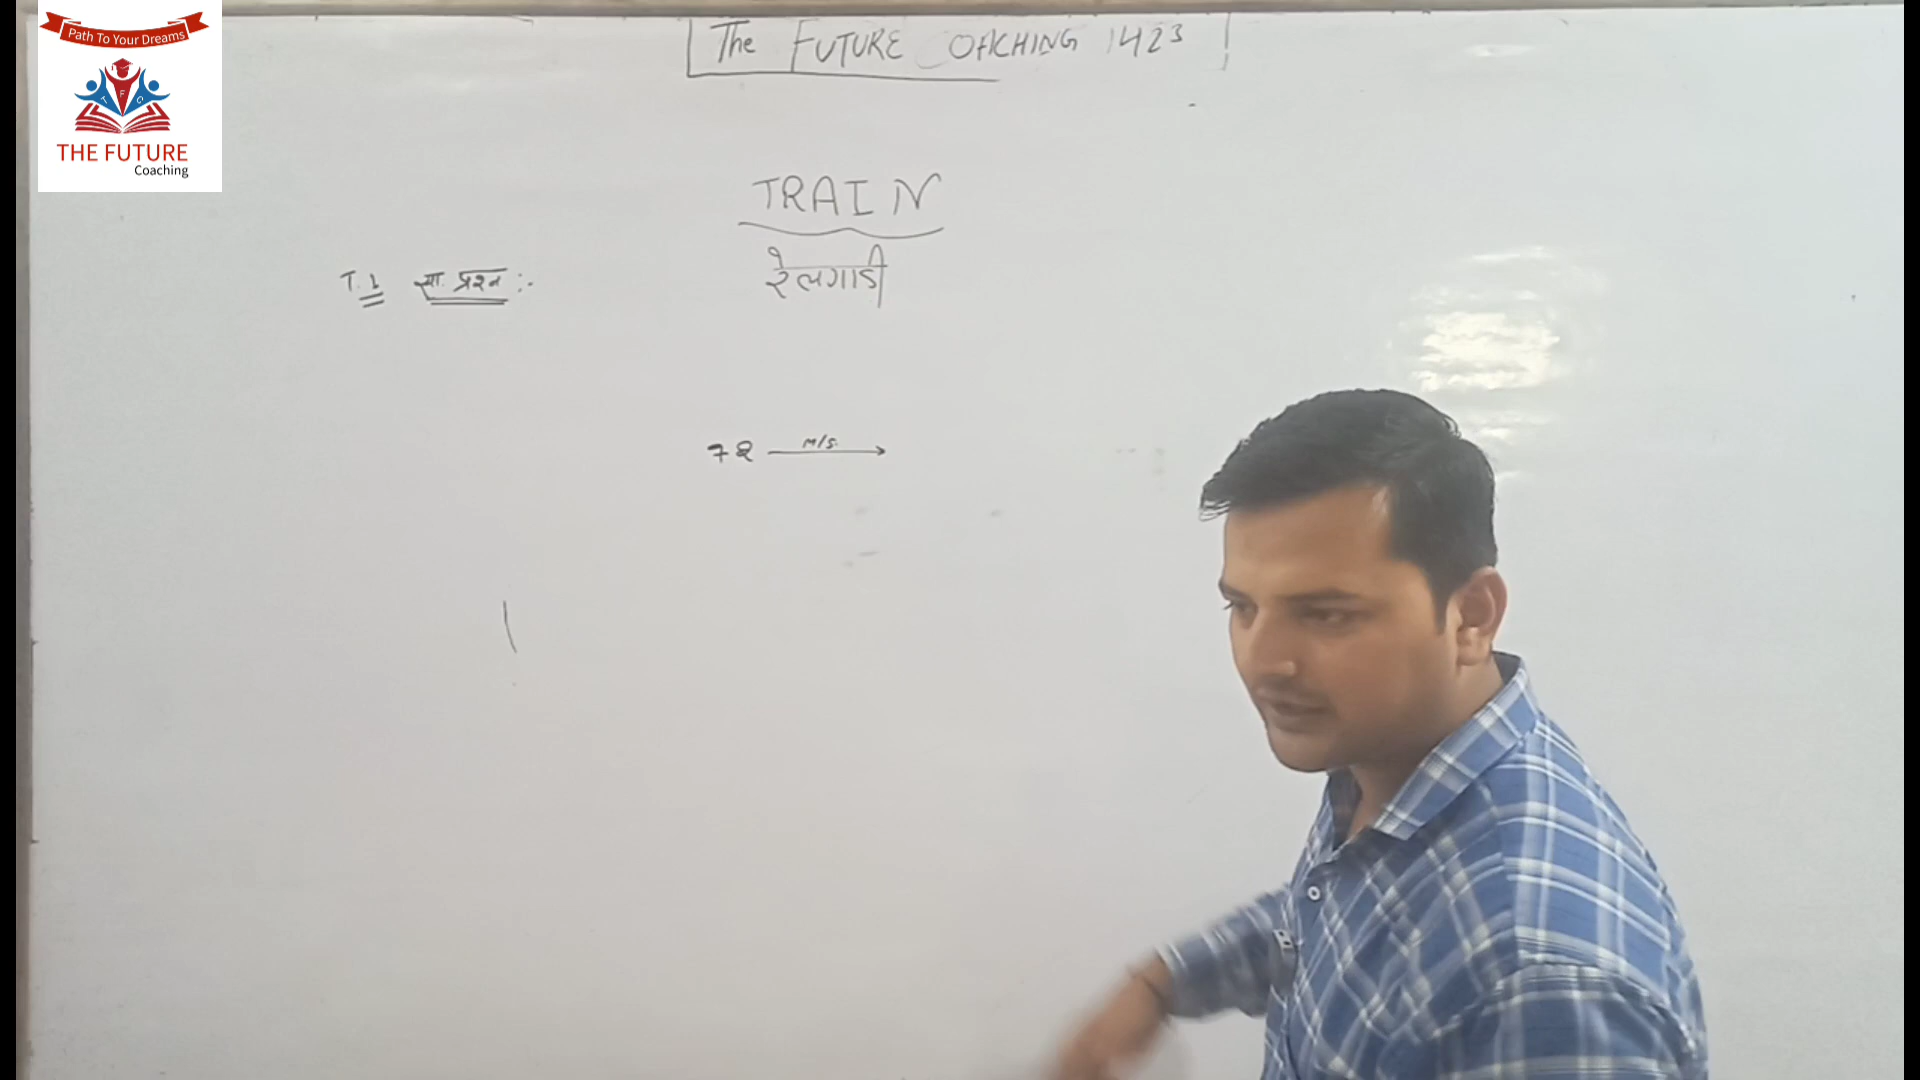 Path To Your Dreams
T F C
THE FUTURE
Coaching
The FUTURE COACHING 1423
TRAIN
रेलगाडी
T. 1 सा. प्रश्न :-
72 m/s.